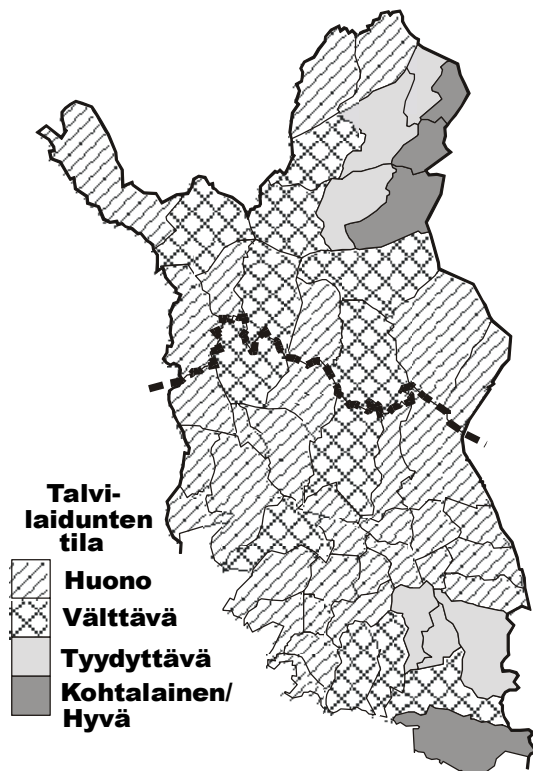 Talvi-
laidunten
tila
Huono
Välttävä
Tyydyttävä
Kohtalainen/
Hyvä